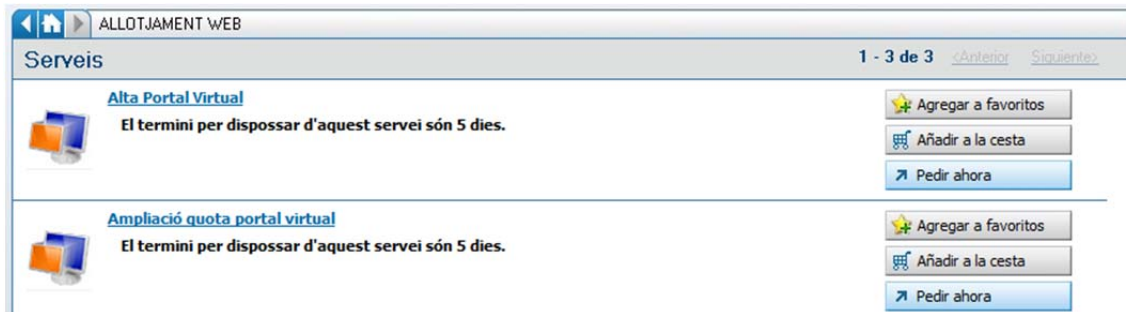 ALLOTJAMENT WEB
Serveis 1 - 3 de 3 <Anterior Siguiente>
Alta Portal Virtual
El termini per dispossar d'aquest servei són 5 dies.
Agregar a favoritos
Añadir a la cesta
Pedir ahora
Ampliació quota portal virtual
El termini per dispossar d'aquest servei són 5 dies.
Agregar a favoritos
Añadir a la cesta
Pedir ahora